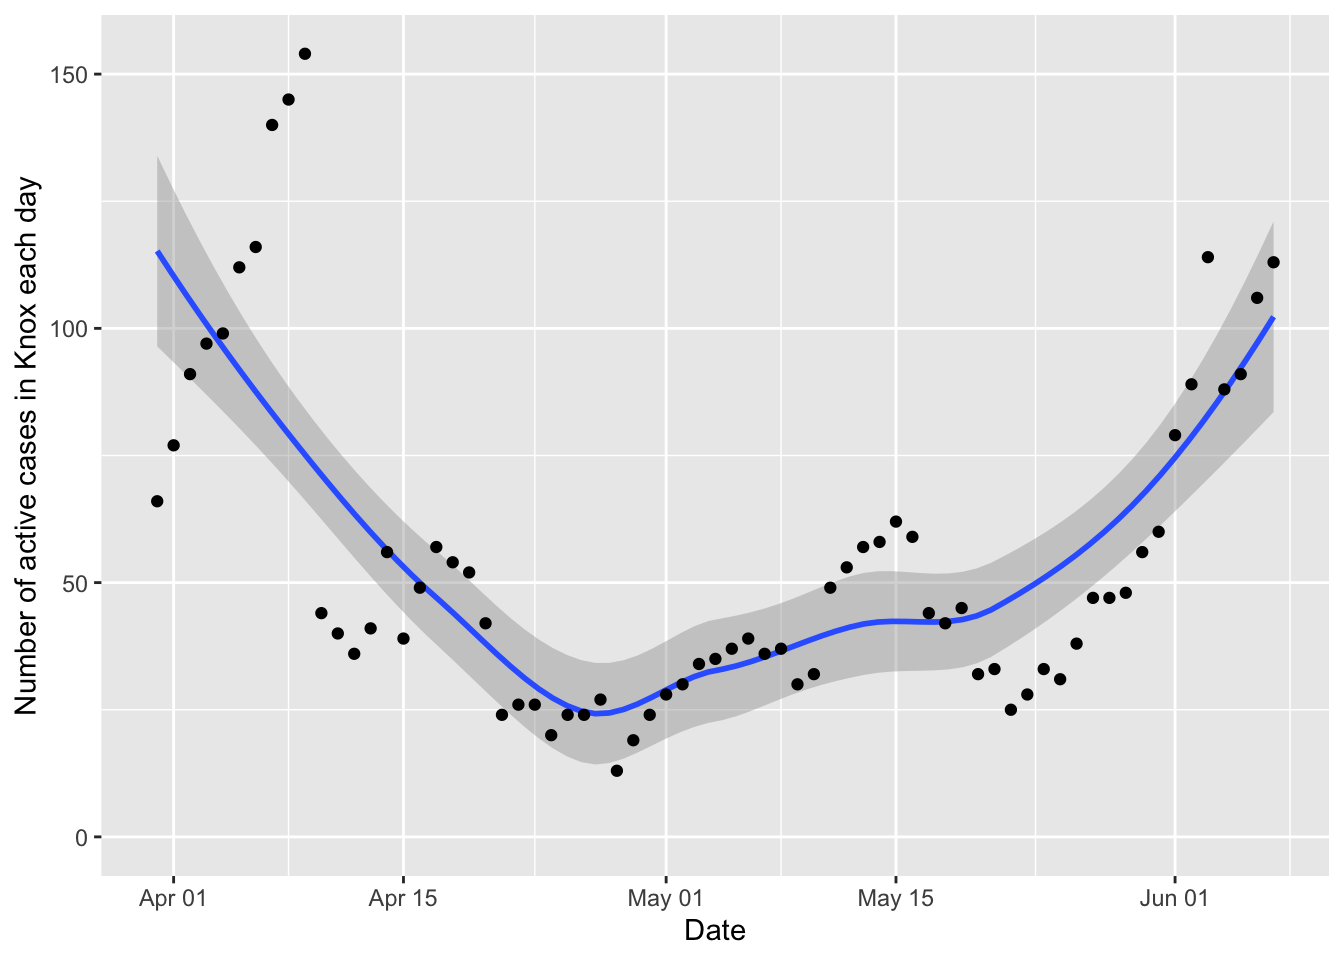 Number of active cases in Knox each day
150
100
50
0
Apr 01
Apr 15
May 01
May 15
Jun 01
Date